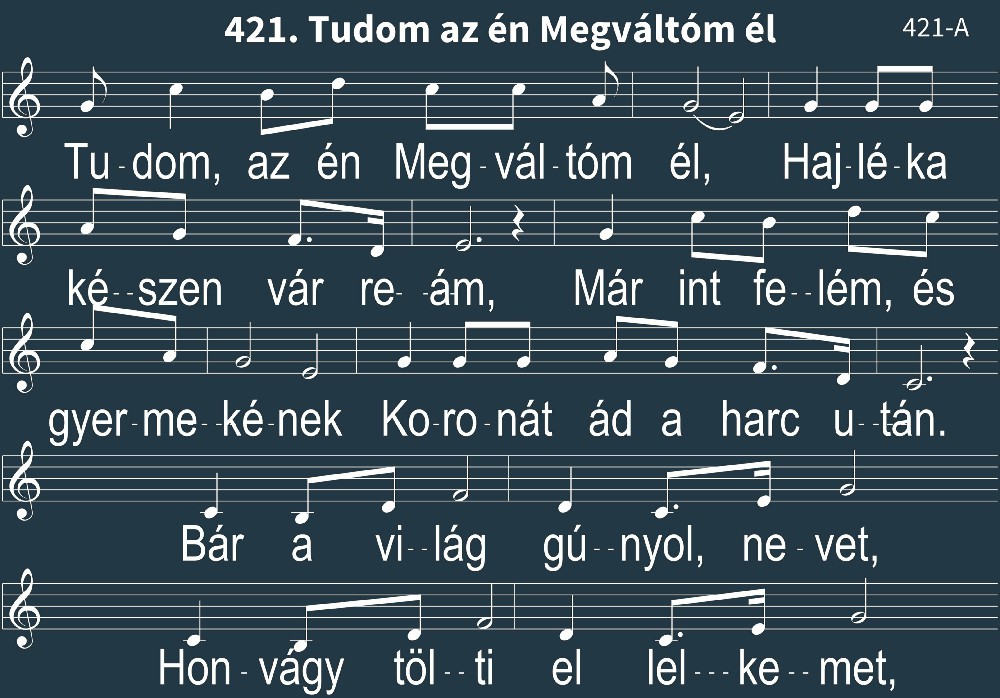 421. Tudom az én Megváltóm él
421-A
Tu-dom, az én Meg-vál-tóm él, Haj-lé-ka
ké--szen vár re- -ám, Már int fe--lém, és
gyer-me--ké-nek Ko-ro-nát ád a harc u--tán.
Bár a vi--lág gú--nyol, ne-vet,
Hon-vágy töl--ti el lel---ke--met,